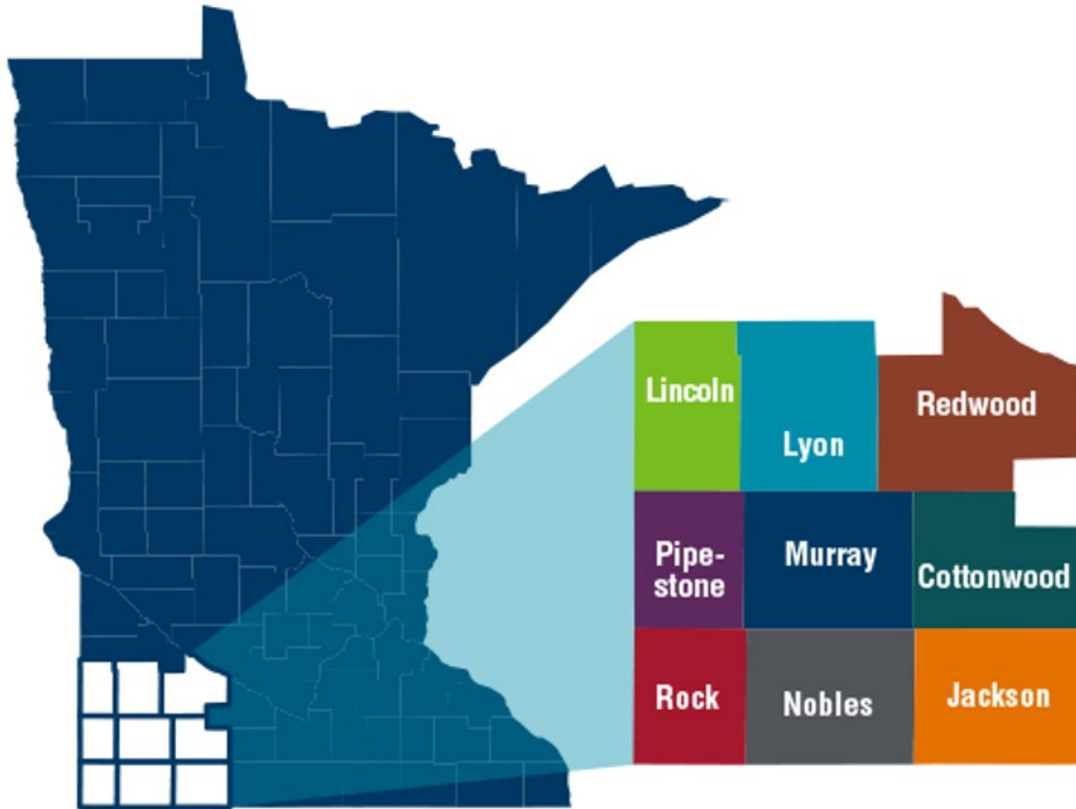 Lincoln
Lyon
Redwood
Pipe-
stone
Murray
Cottonwood
Rock
Nobles
Jackson